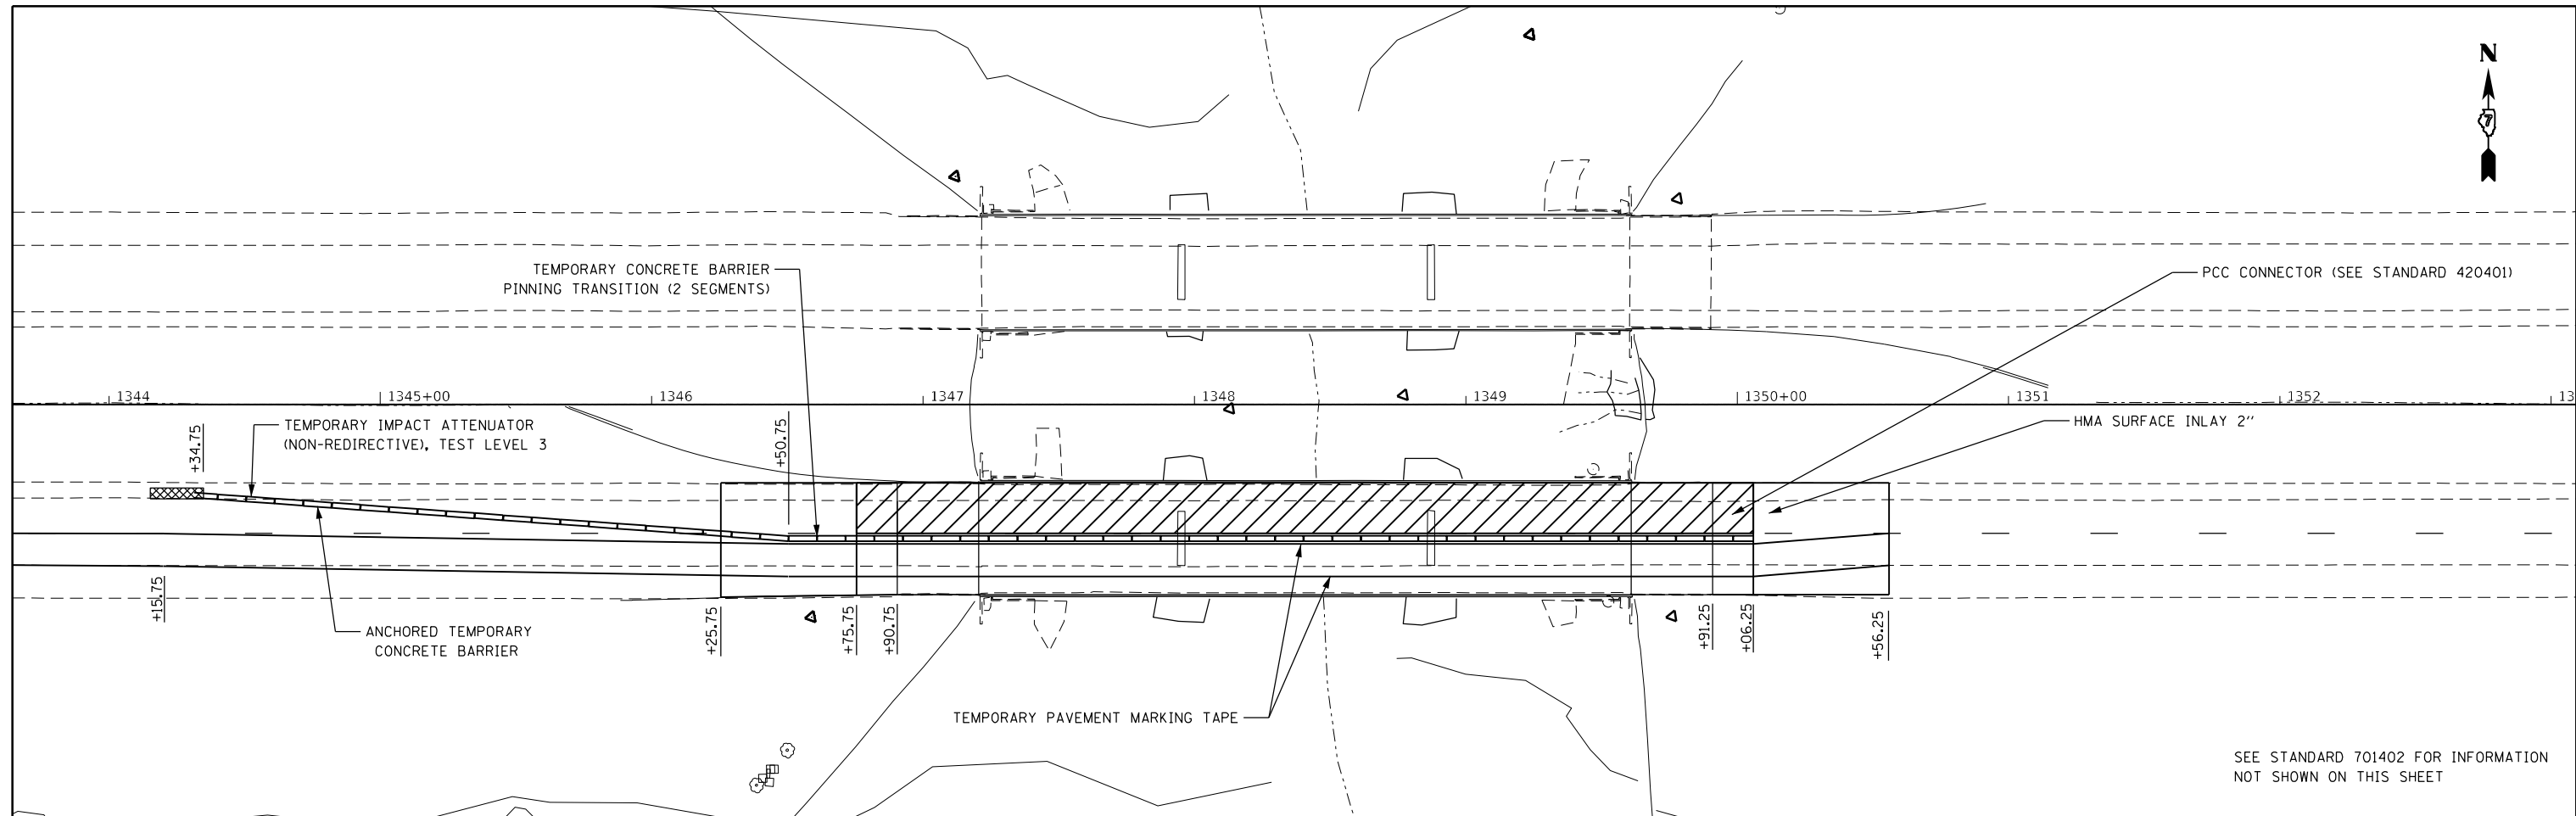 N
7
TEMPORARY CONCRETE BARRIER
PINNING TRANSITION (2 SEGMENTS)
PCC CONNECTOR (SEE STANDARD 420401)
1344
1345+00
1346
1347
1348
1349
1350+00
1351
1352
13
TEMPORARY IMPACT ATTENUATOR
(NON-REDIRECTIVE), TEST LEVEL 3
HMA SURFACE INLAY 2"
+34.75
+50.75
+15.75
+25.75
+75.75
+90.75
+91.25
+06.25
+56.25
ANCHORED TEMPORARY
CONCRETE BARRIER
TEMPORARY PAVEMENT MARKING TAPE
SEE STANDARD 701402 FOR INFORMATION
NOT SHOWN ON THIS SHEET